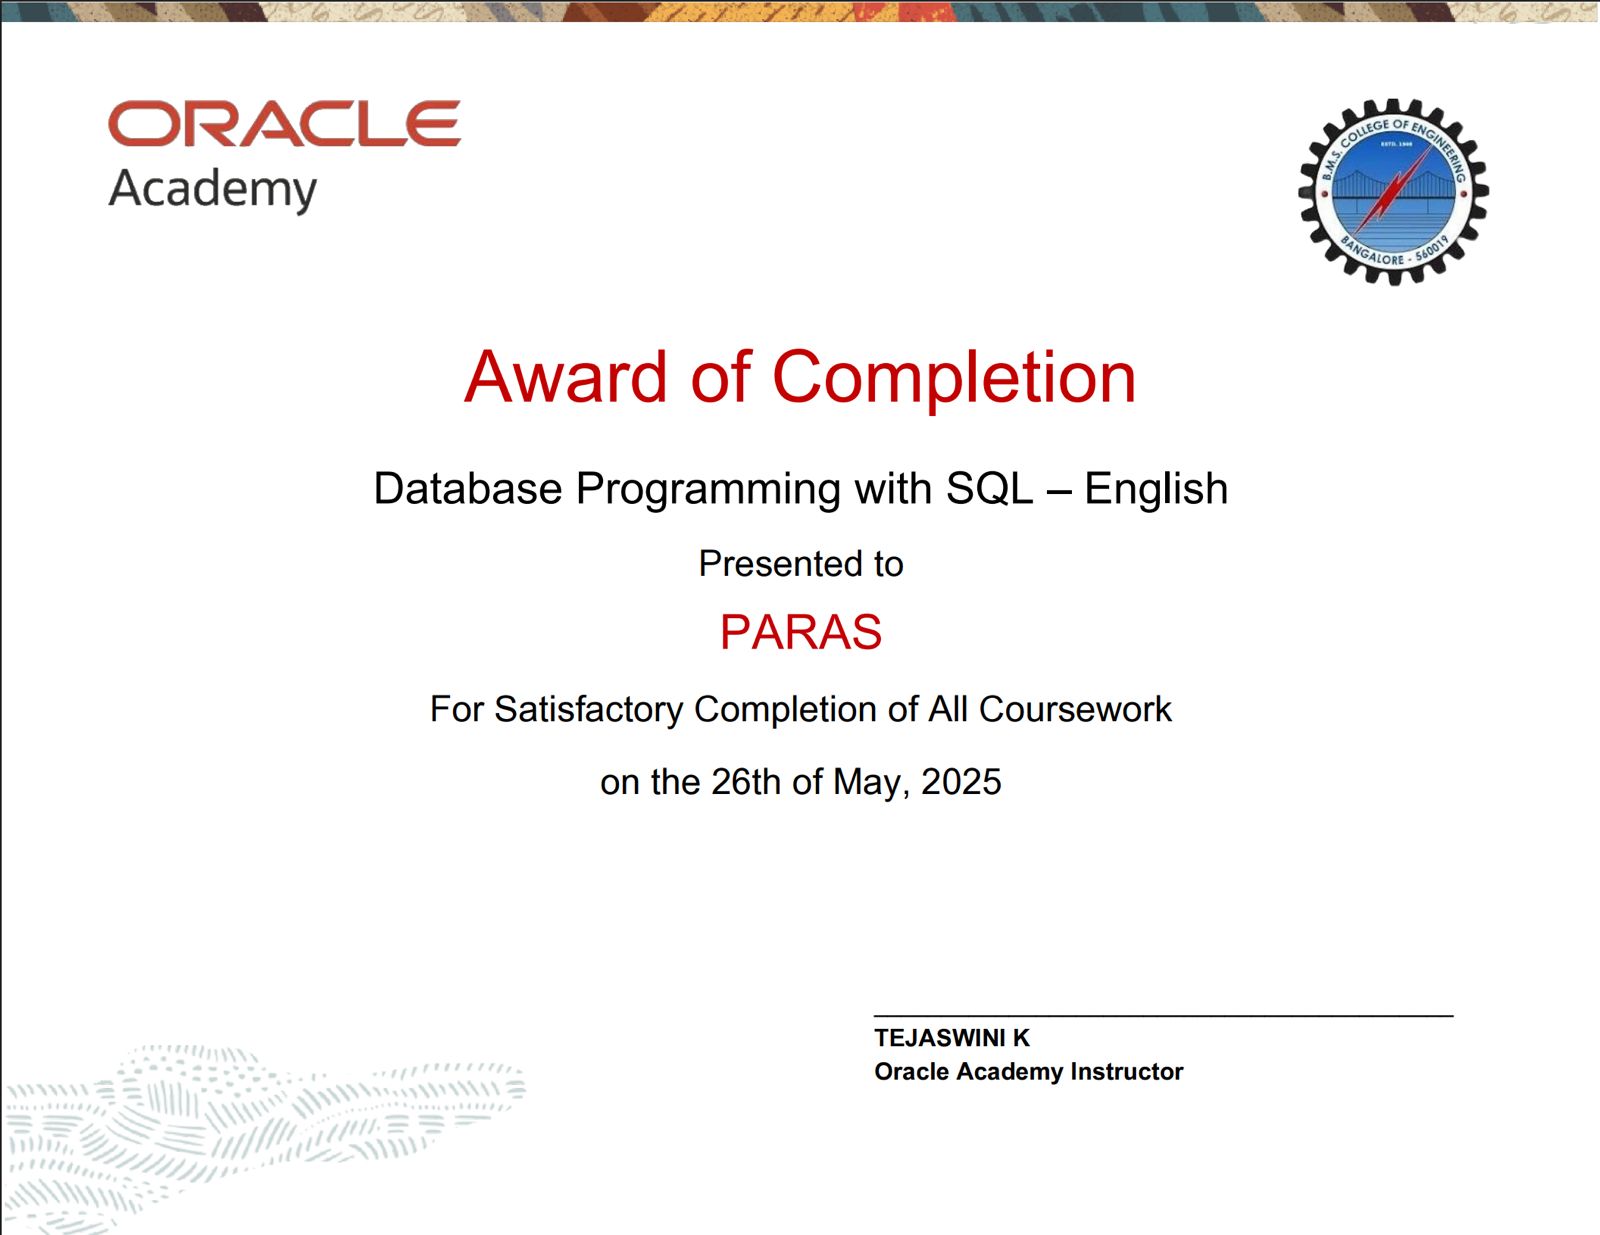 ORACLE
Academy
B.M.S. COLLEGE OF ENGINEERING
ESTD. 1946
BANGALORE - 560019
Award of Completion
Database Programming with SQL – English
Presented to
PARAS
For Satisfactory Completion of All Coursework
on the 26th of May, 2025
TEJASWINI K
Oracle Academy Instructor